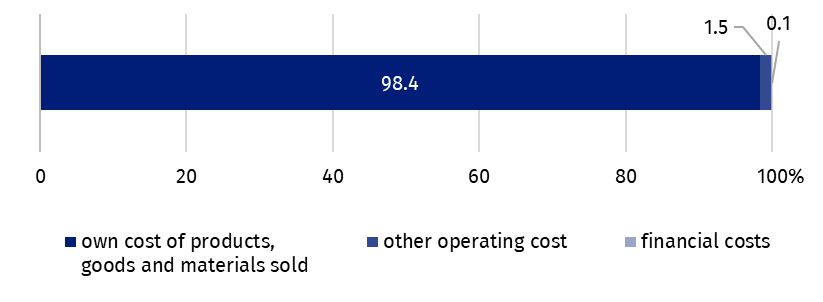 1.5 0.1
98.4
0 20 40 60 80 100%
own cost of products, other operating cost financial costs
goods and materials sold